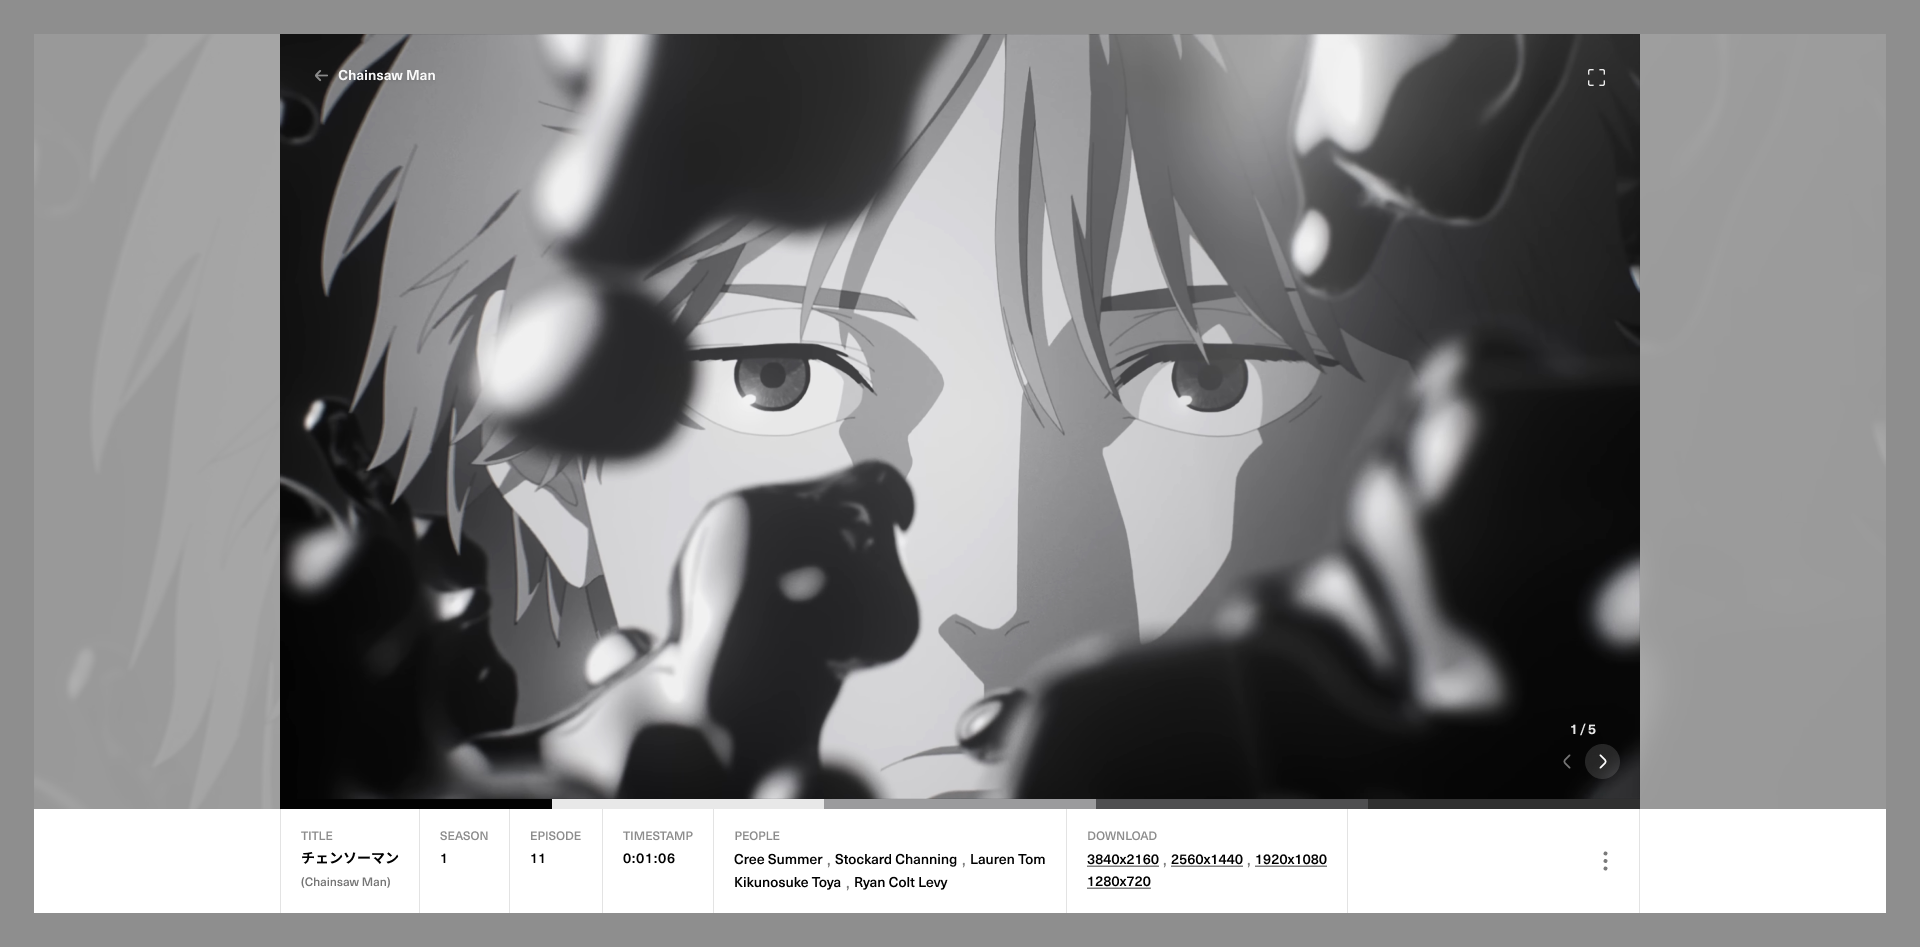 Chainsaw Man
1 / 5
TITLE
チェンソーマン
(Chainsaw Man)
SEASON
1
EPISODE
11
TIMESTAMP
0:01:06
PEOPLE
Cree Summer , Stockard Channing , Lauren Tom
Kikunosuke Toya , Ryan Colt Levy
DOWNLOAD
3840x2160 , 2560x1440 , 1920x1080
1280x720